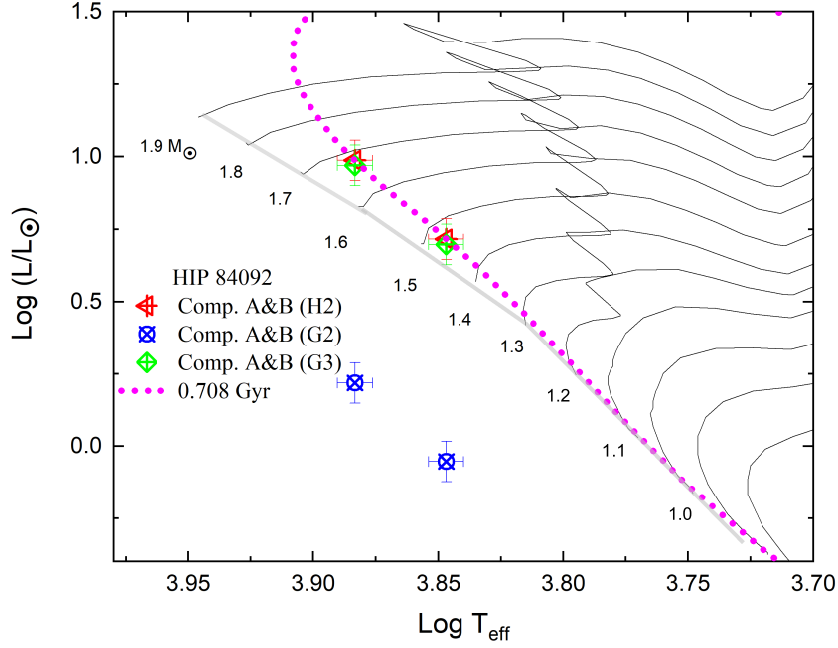 1.5
1.0
0.5
0.0
Log (L/L⊙)
1.9 M⊙
1.8
1.7
1.6
1.5
1.4
1.3
1.2
1.1
1.0
HIP 84092
Comp. A&B (H2)
Comp. A&B (G2)
Comp. A&B (G3)
0.708 Gyr
3.95 3.90 3.85 3.80 3.75 3.70
Log Teff